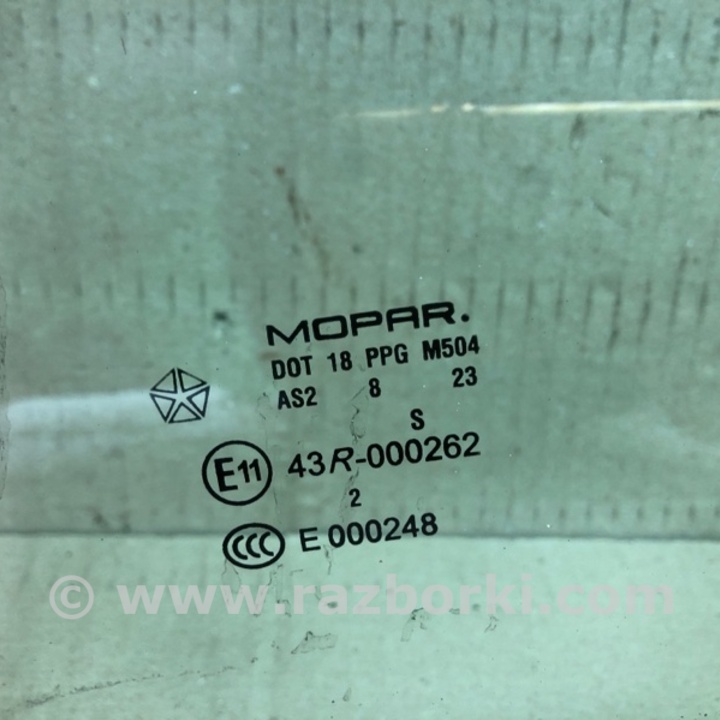 MOPAR.
DOT 18 PPG M504
AS2 8 23
S
E11 43R-000262
2
CCC E 000248
© www.razborki.com